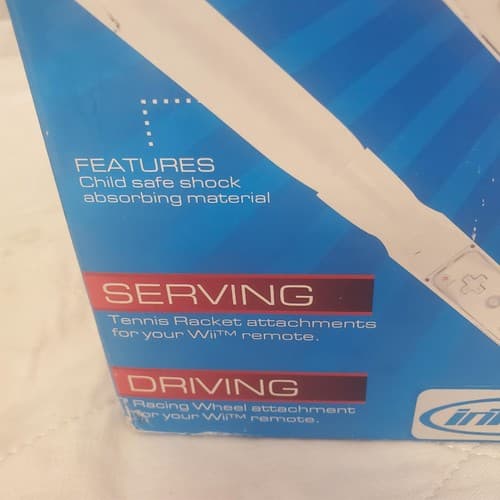 FEATURES
Child safe shock
absorbing material
SERVING
Tennis Racket attachments
for your Wii™ remote.
DRIVING
Racing Wheel attachment
for your Wii™ remote.